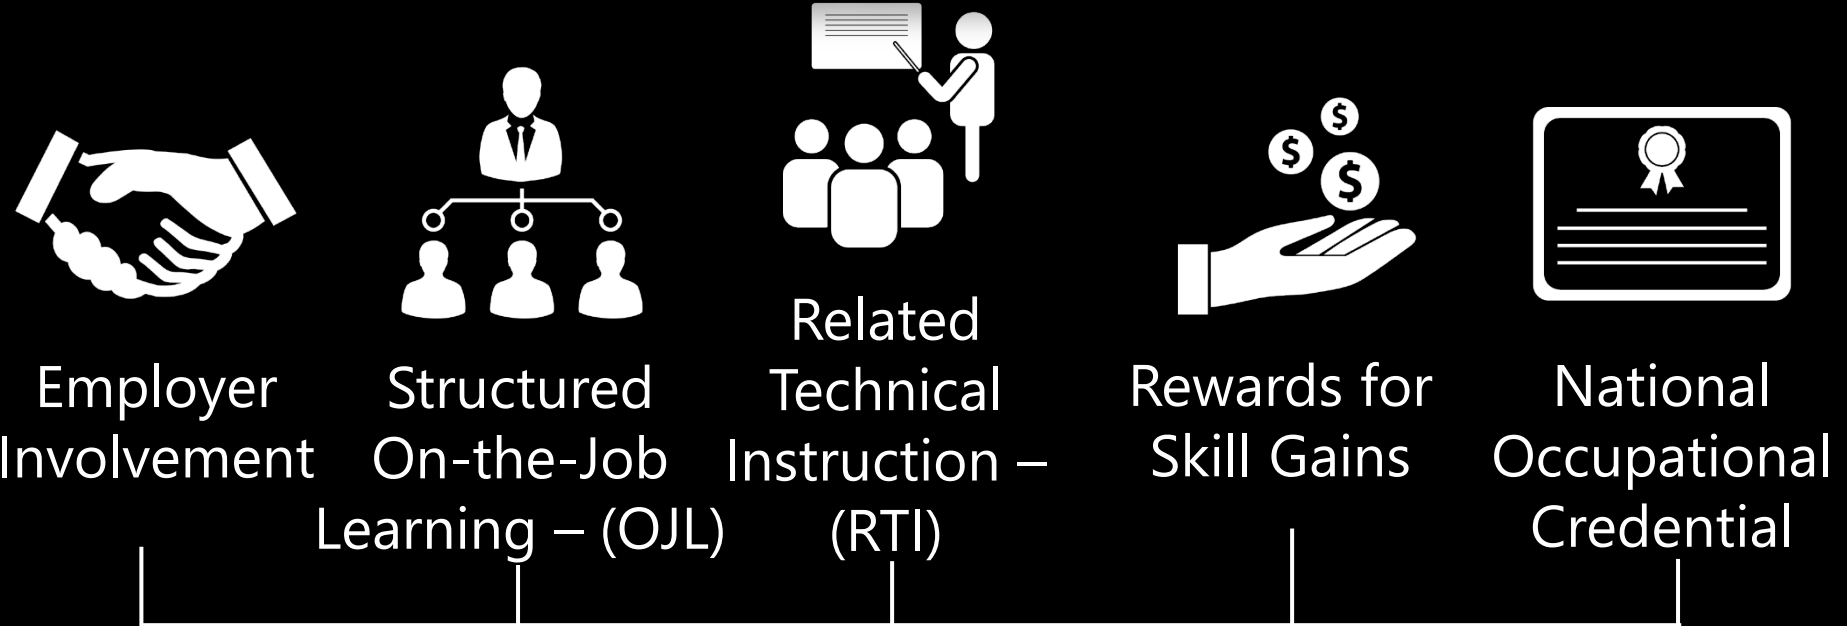 Employer
Involvement
Structured
On-the-Job
Learning – (OJL)
Related
Technical
Instruction –
(RTI)
$
$
$
Rewards for
Skill Gains
National
Occupational
Credential